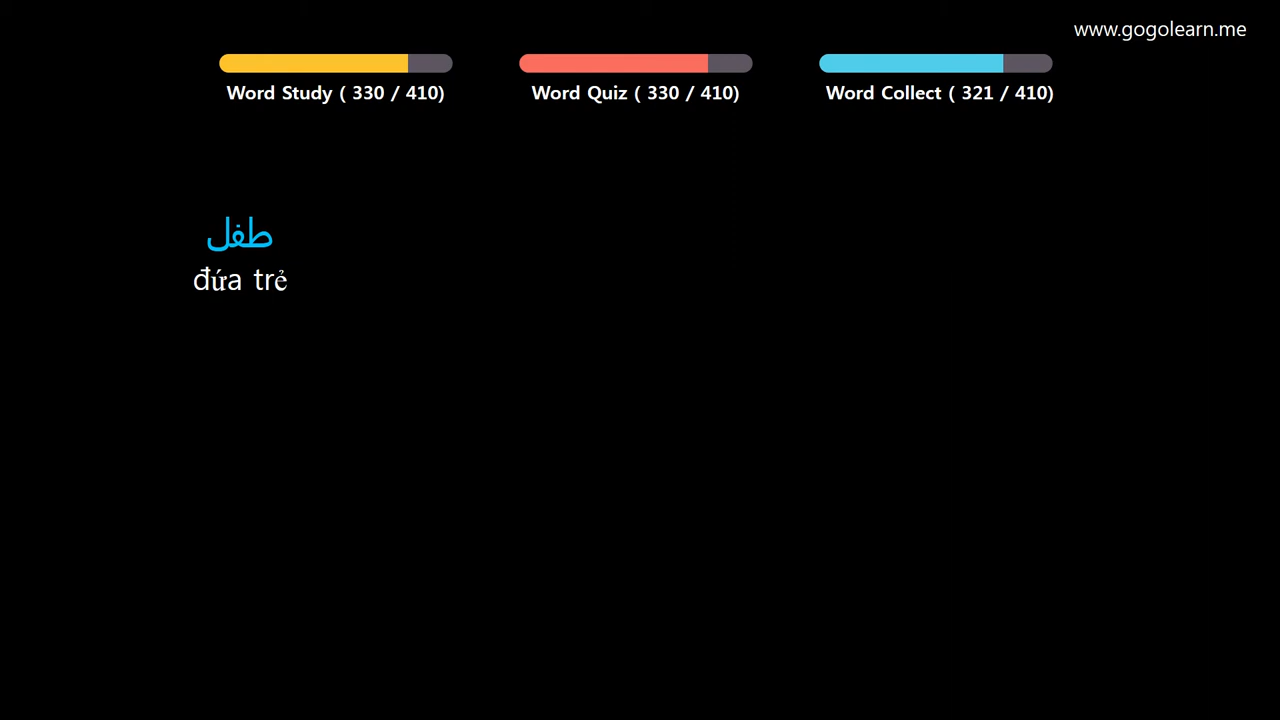 www.gogolearn.me
Word Study ( 330 / 410)
Word Quiz ( 330 / 410)
Word Collect ( 321 / 410)
طفل
đứa trẻ